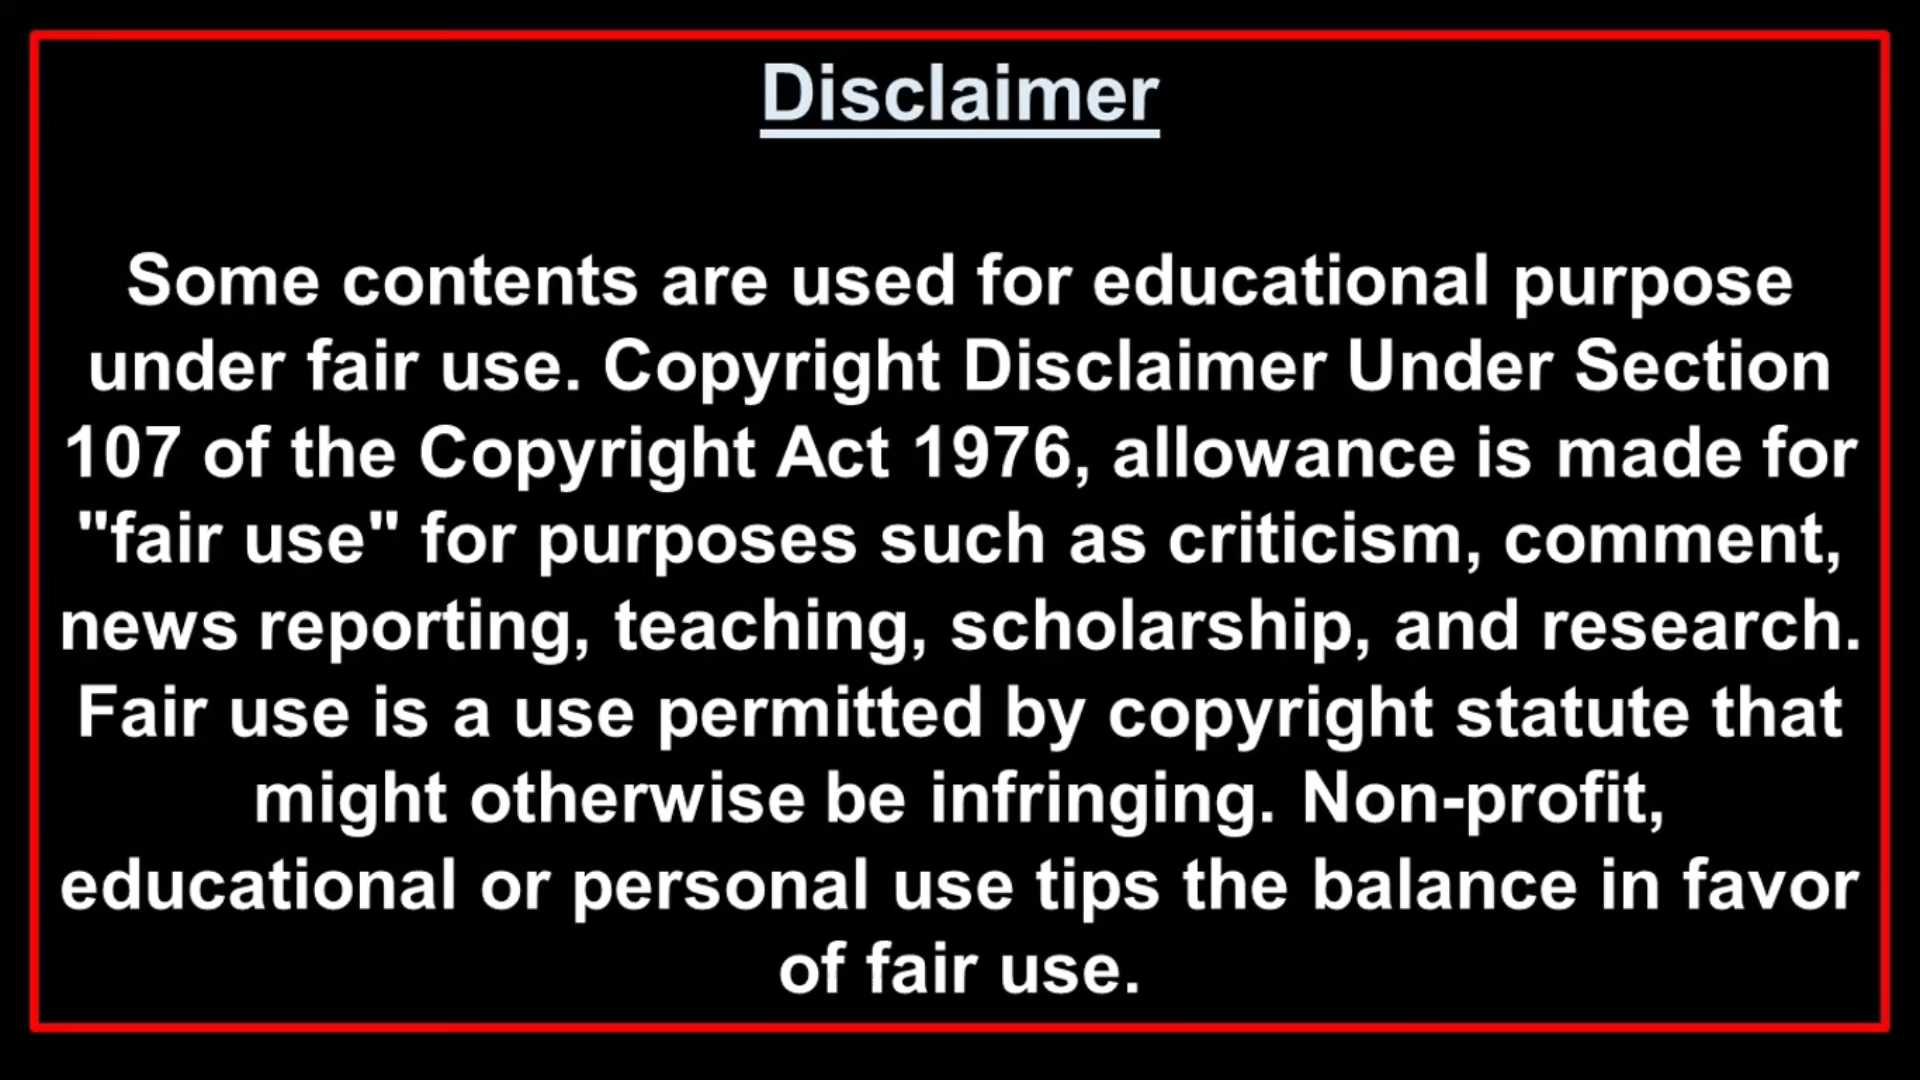 Disclaimer
Some contents are used for educational purpose
under fair use. Copyright Disclaimer Under Section
107 of the Copyright Act 1976, allowance is made for
"fair use" for purposes such as criticism, comment,
news reporting, teaching, scholarship, and research.
Fair use is a use permitted by copyright statute that
might otherwise be infringing. Non-profit,
educational or personal use tips the balance in favor
of fair use.